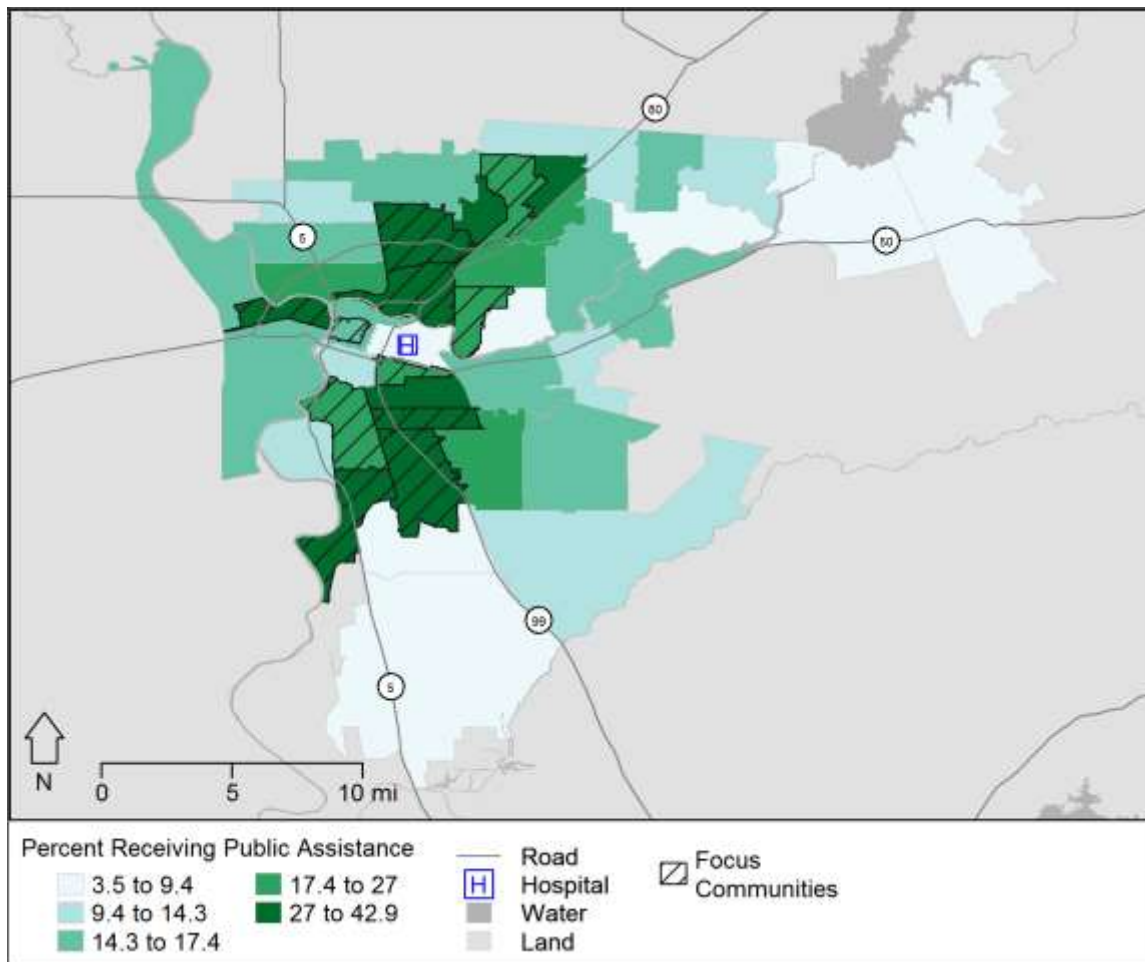 80
5
50
99
5
N
0 5 10 mi
Percent Receiving Public Assistance
3.5 to 9.4
9.4 to 14.3
14.3 to 17.4
17.4 to 27
27 to 42.9
Road
H Hospital
Water
Land
Focus
Communities
H